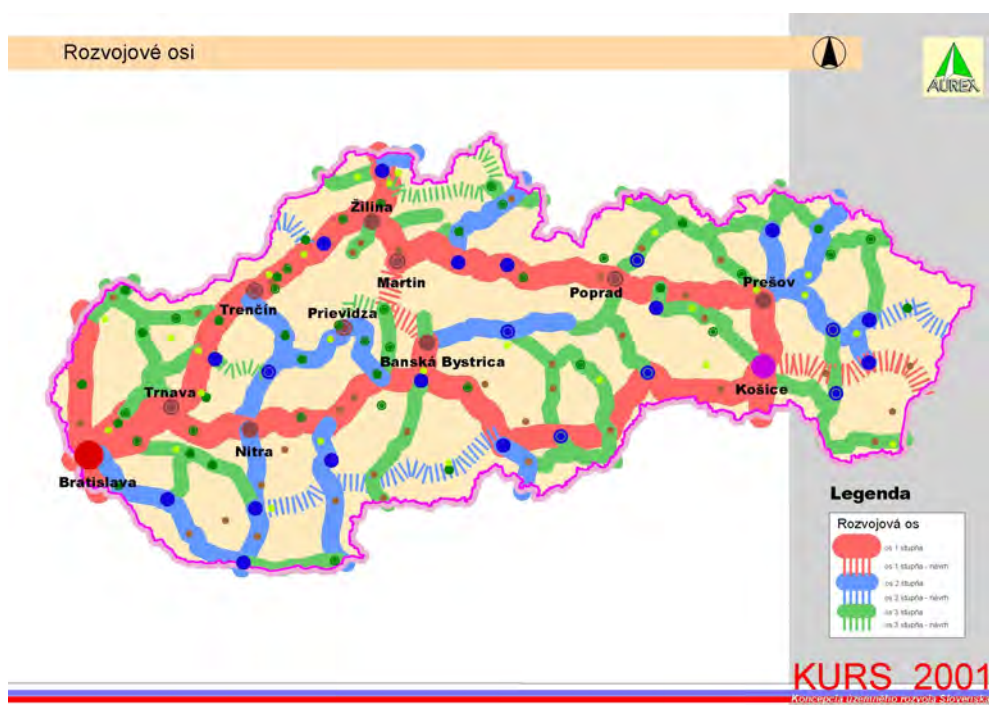 Rozvojové osi
AUREX
Žilina
Martin
Poprad
Prešov
Trenčín
Prievidza
Banská Bystrica
Košice
Trnava
Nitra
Bratislava
Legenda
Rozvojová os
os 1 stupňa
os 1 stupňa - návrh
os 2 stupňa
os 2 stupňa - návrh
os 3 stupňa
os 3 stupňa - návrh
KURS 2001
Koncepcia územného rozvoja Slovenska